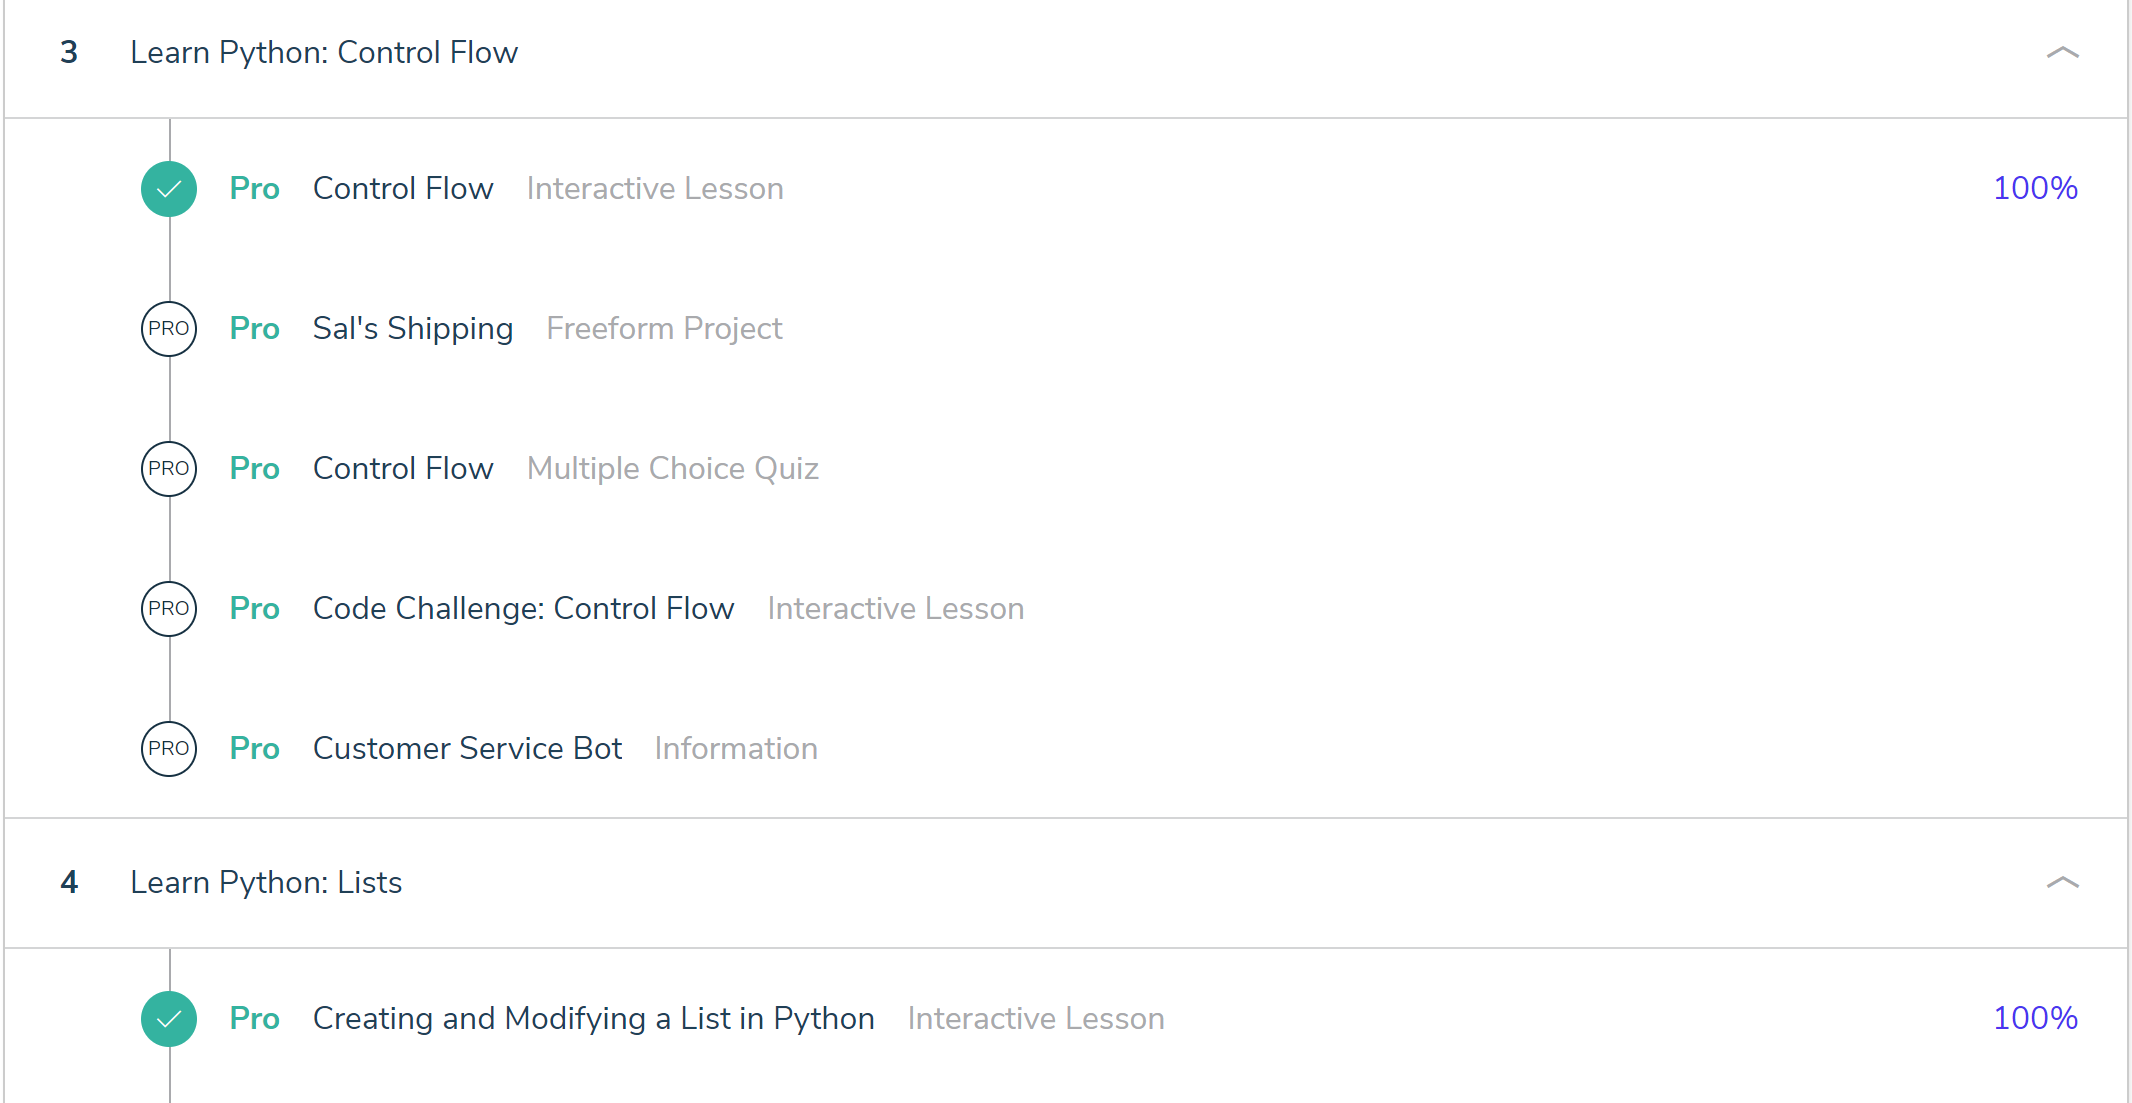 3 Learn Python: Control Flow
Pro Control Flow Interactive Lesson 100%
PRO Pro Sal's Shipping Freeform Project
PRO Pro Control Flow Multiple Choice Quiz
PRO Pro Code Challenge: Control Flow Interactive Lesson
PRO Pro Customer Service Bot Information
4 Learn Python: Lists
Pro Creating and Modifying a List in Python Interactive Lesson 100%